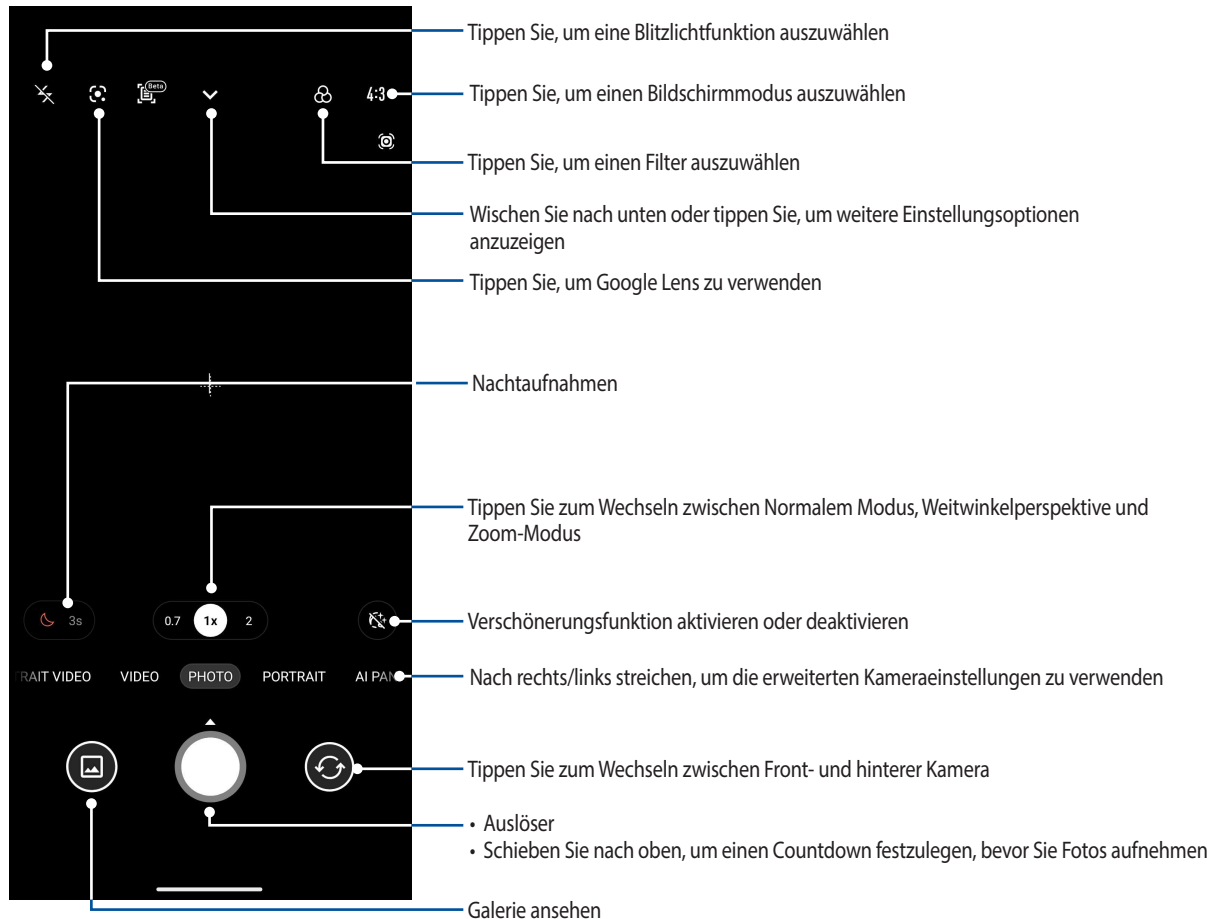 Tippen Sie, um eine Blitzlichtfunktion auszuwählen
Beta
4:3
Tippen Sie, um einen Bildschirmmodus auszuwählen
Tippen Sie, um einen Filter auszuwählen
Wischen Sie nach unten oder tippen Sie, um weitere Einstellungsoptionen
anzuzeigen
Tippen Sie, um Google Lens zu verwenden
Nachtaufnahmen
Tippen Sie zum Wechseln zwischen Normalem Modus, Weitwinkelperspektive und
Zoom-Modus
3s
0.7 1x 2
Verschönerungsfunktion aktivieren oder deaktivieren
RAIT VIDEO VIDEO PHOTO PORTRAIT AI PAN
Nach rechts/links streichen, um die erweiterten Kameraeinstellungen zu verwenden
Tippen Sie zum Wechseln zwischen Front- und hinterer Kamera
• Auslöser
• Schieben Sie nach oben, um einen Countdown festzulegen, bevor Sie Fotos aufnehmen
Galerie ansehen